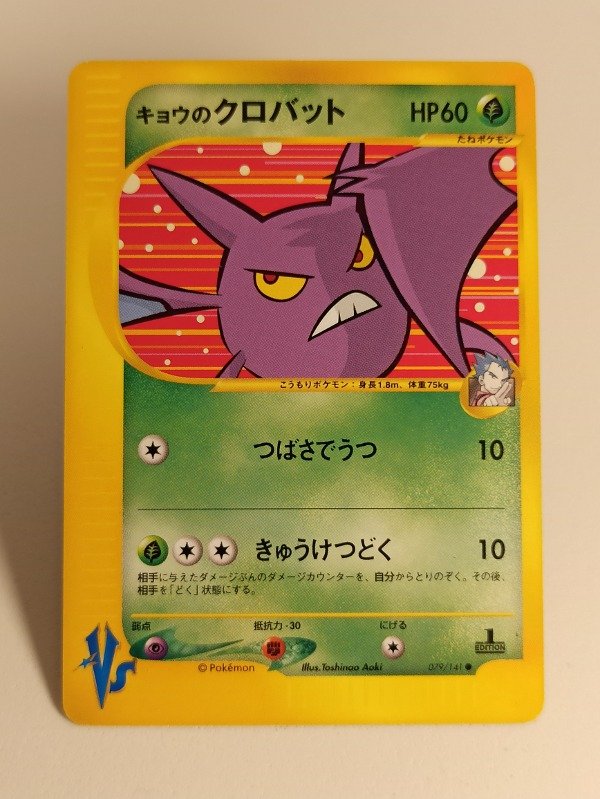 キョウのクロバット HP60
たねポケモン
こうもりポケモン：身長1.8m、体重75kg
つばさでうつ 10
きゅうけつどく 10
相手に与えたダメージぶんのダメージカウンターを、自分からとりのぞく。その後、
相手を「どく」状態にする。
弱点 抵抗力-30 にげる
VS
© Pokémon Illus.Toshinao Aoki 079/141 ●
1
EDITION